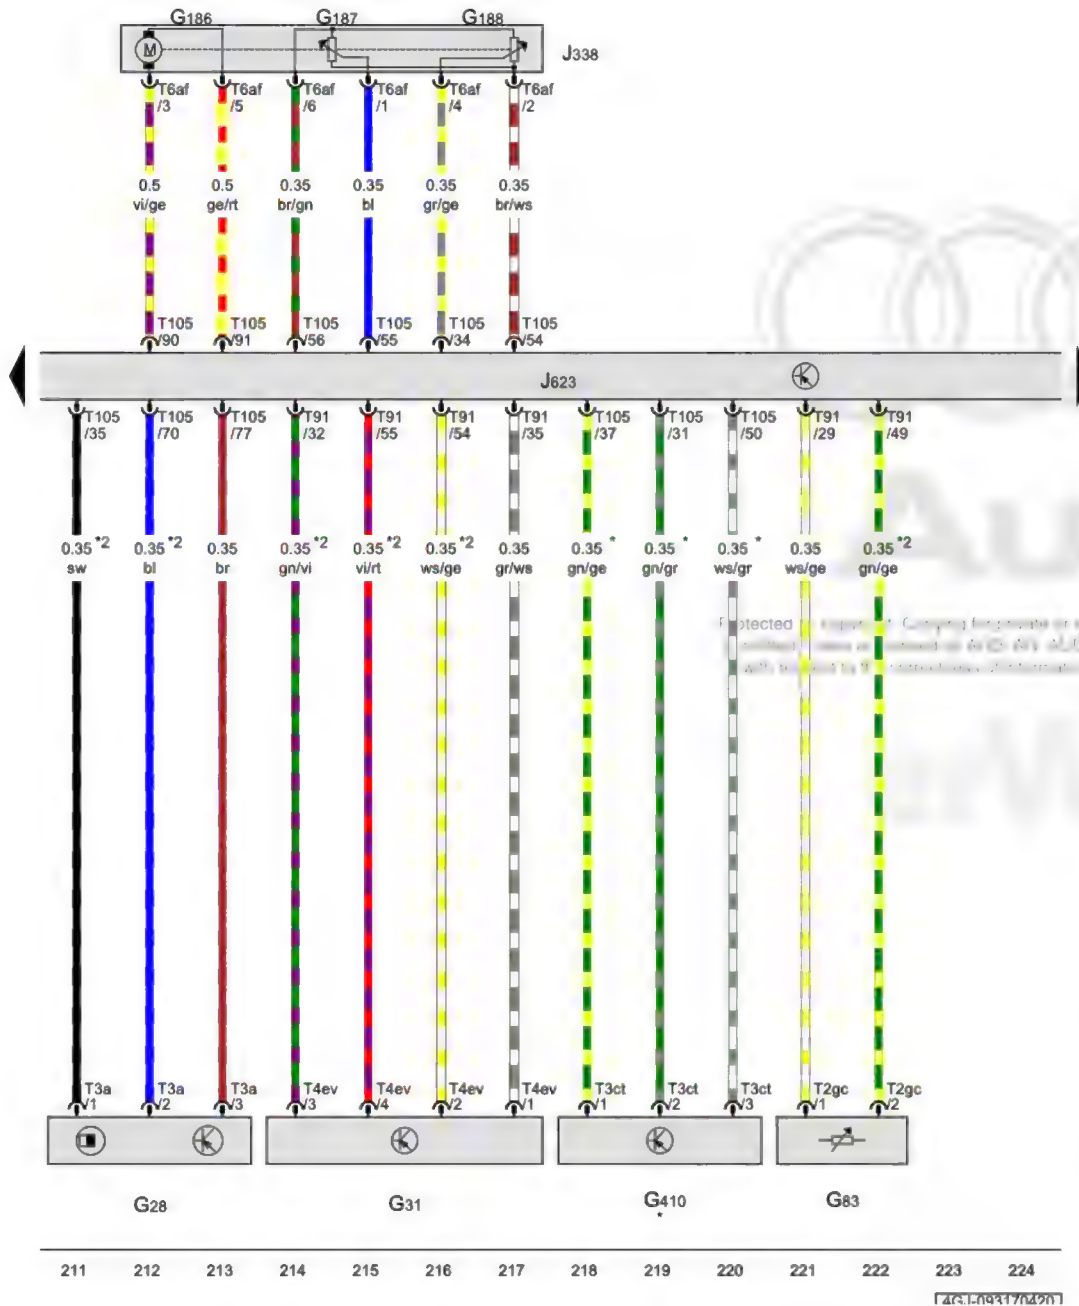 G186 G187 G188
J338
M
T6af T6af T6af T6af T6af T6af
/3 /5 /6 /1 /4 /2
0.5 0.5 0.35 0.35 0.35 0.35
vi/ge ge/rt br/gn bl gr/ge br/ws
T105 T105 T105 T105 T105 T105
/90 /91 /56 /55 /34 /54
J623
T105 T105 T105 T91 T91 T91 T91 T105 T105 T105 T91 T91
/35 /70 /77 /32 /55 /54 /35 /37 /31 /50 /29 /49
0.35 *2 0.35 *2 0.35 0.35 *2 0.35 *2 0.35 *2 0.35 0.35 * 0.35 * 0.35 * 0.35 0.35 *2
sw bl br gn/vi vi/rt ws/ge gr/ws gn/ge gn/gr ws/gr ws/ge gn/ge
T3a T3a T3a T4ev T4ev T4ev T4ev T3ct T3ct T3ct T2gc T2gc
/1 /2 /3 /3 /4 /2 /1 /1 /2 /3 /1 /2
G28 G31 G410 G83
*
211 212 213 214 215 216 217 218 219 220 221 222 223 224
4GJ-093170420